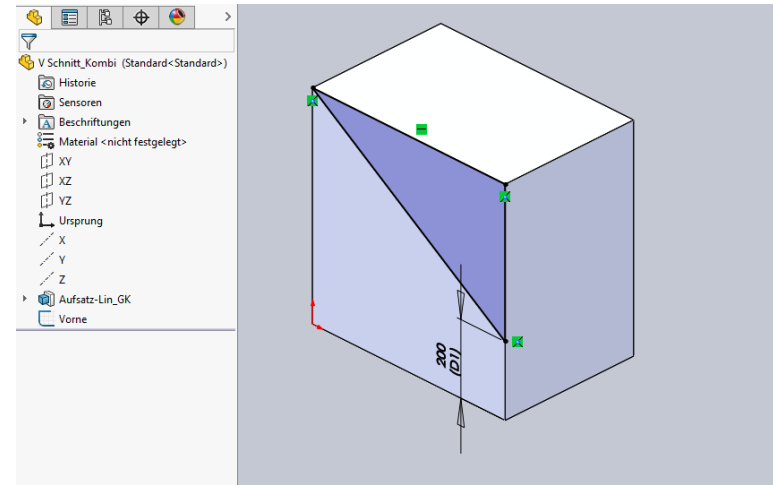 V Schnitt_Kombi (Standard<Standard>)
Historie
Sensoren
Beschriftungen
Material <nicht festgelegt>
XY
XZ
YZ
Ursprung
X
Y
Z
Aufsatz-Lin_GK
Vorne
200
(D1)